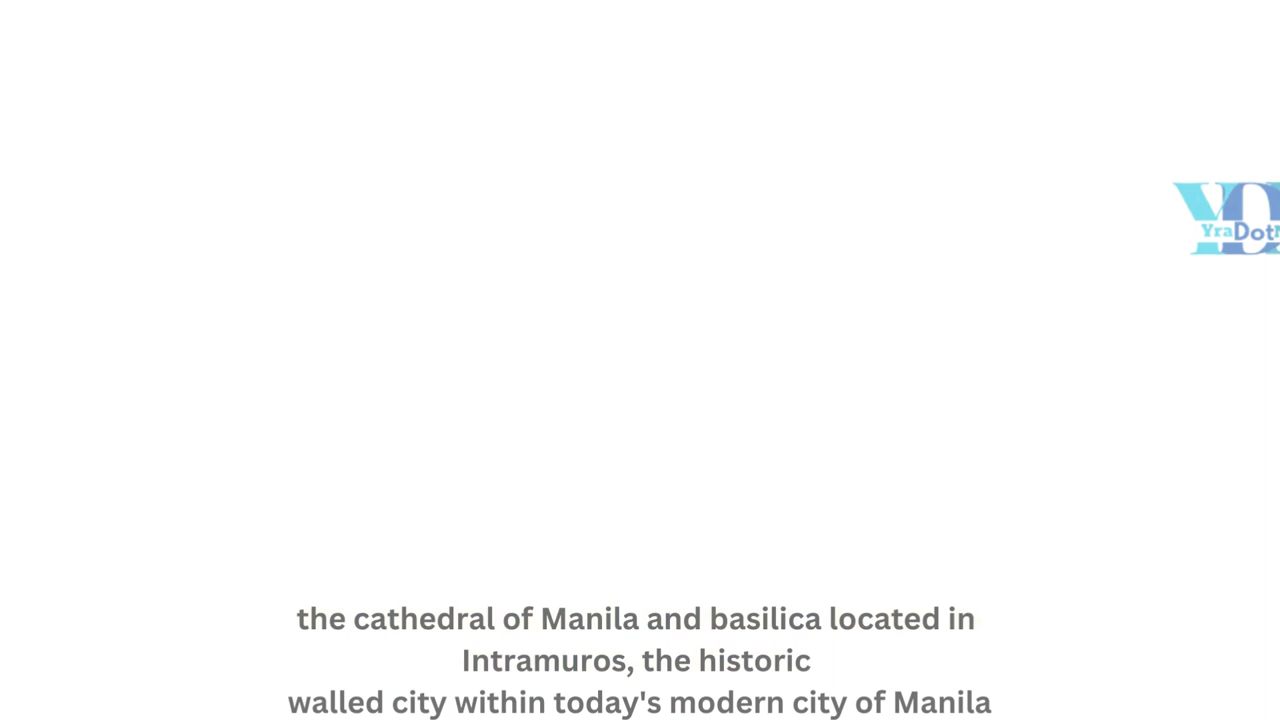 YraDot
the cathedral of Manila and basilica located in
Intramuros, the historic
walled city within today's modern city of Manila